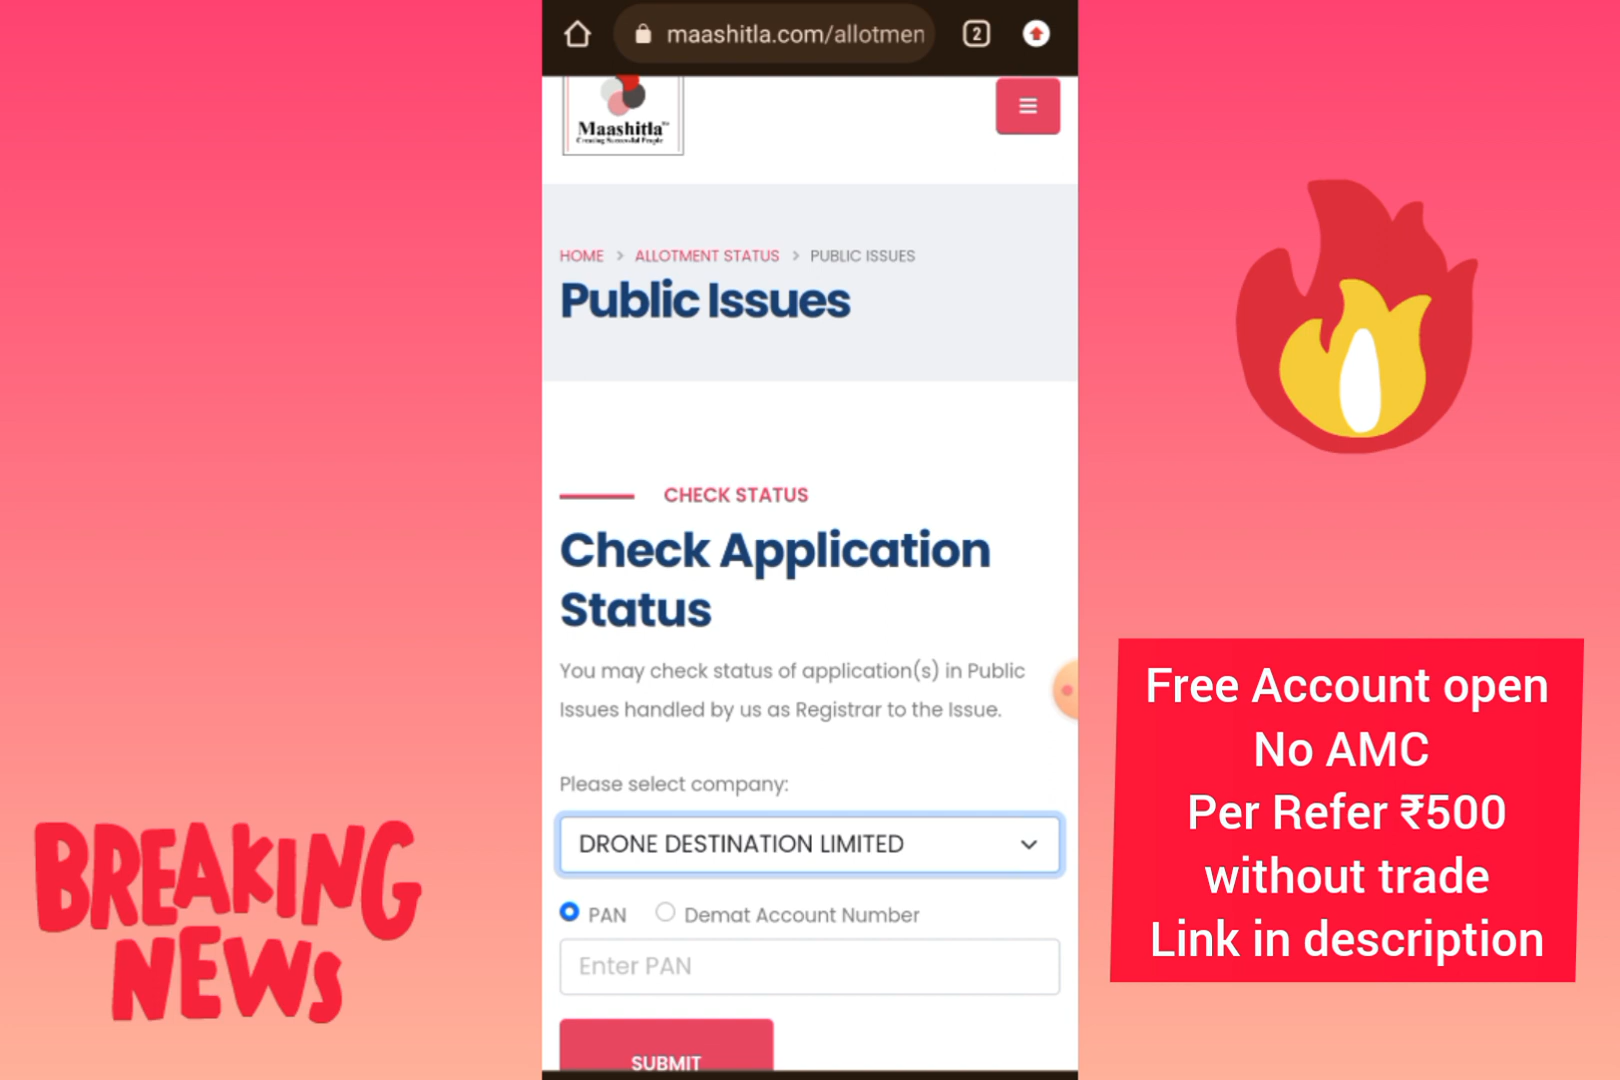 maashitla.com/allotmen
2
Maashitla
Creating Successful People
HOME > ALLOTMENT STATUS > PUBLIC ISSUES
Public Issues
CHECK STATUS
Check Application
Status
You may check status of application(s) in Public
Issues handled by us as Registrar to the Issue.
Please select company:
DRONE DESTINATION LIMITED
PAN
Demat Account Number
Enter PAN
SUBMIT
BREAKING
NEWS
Free Account open
No AMC
Per Refer ₹500
without trade
Link in description